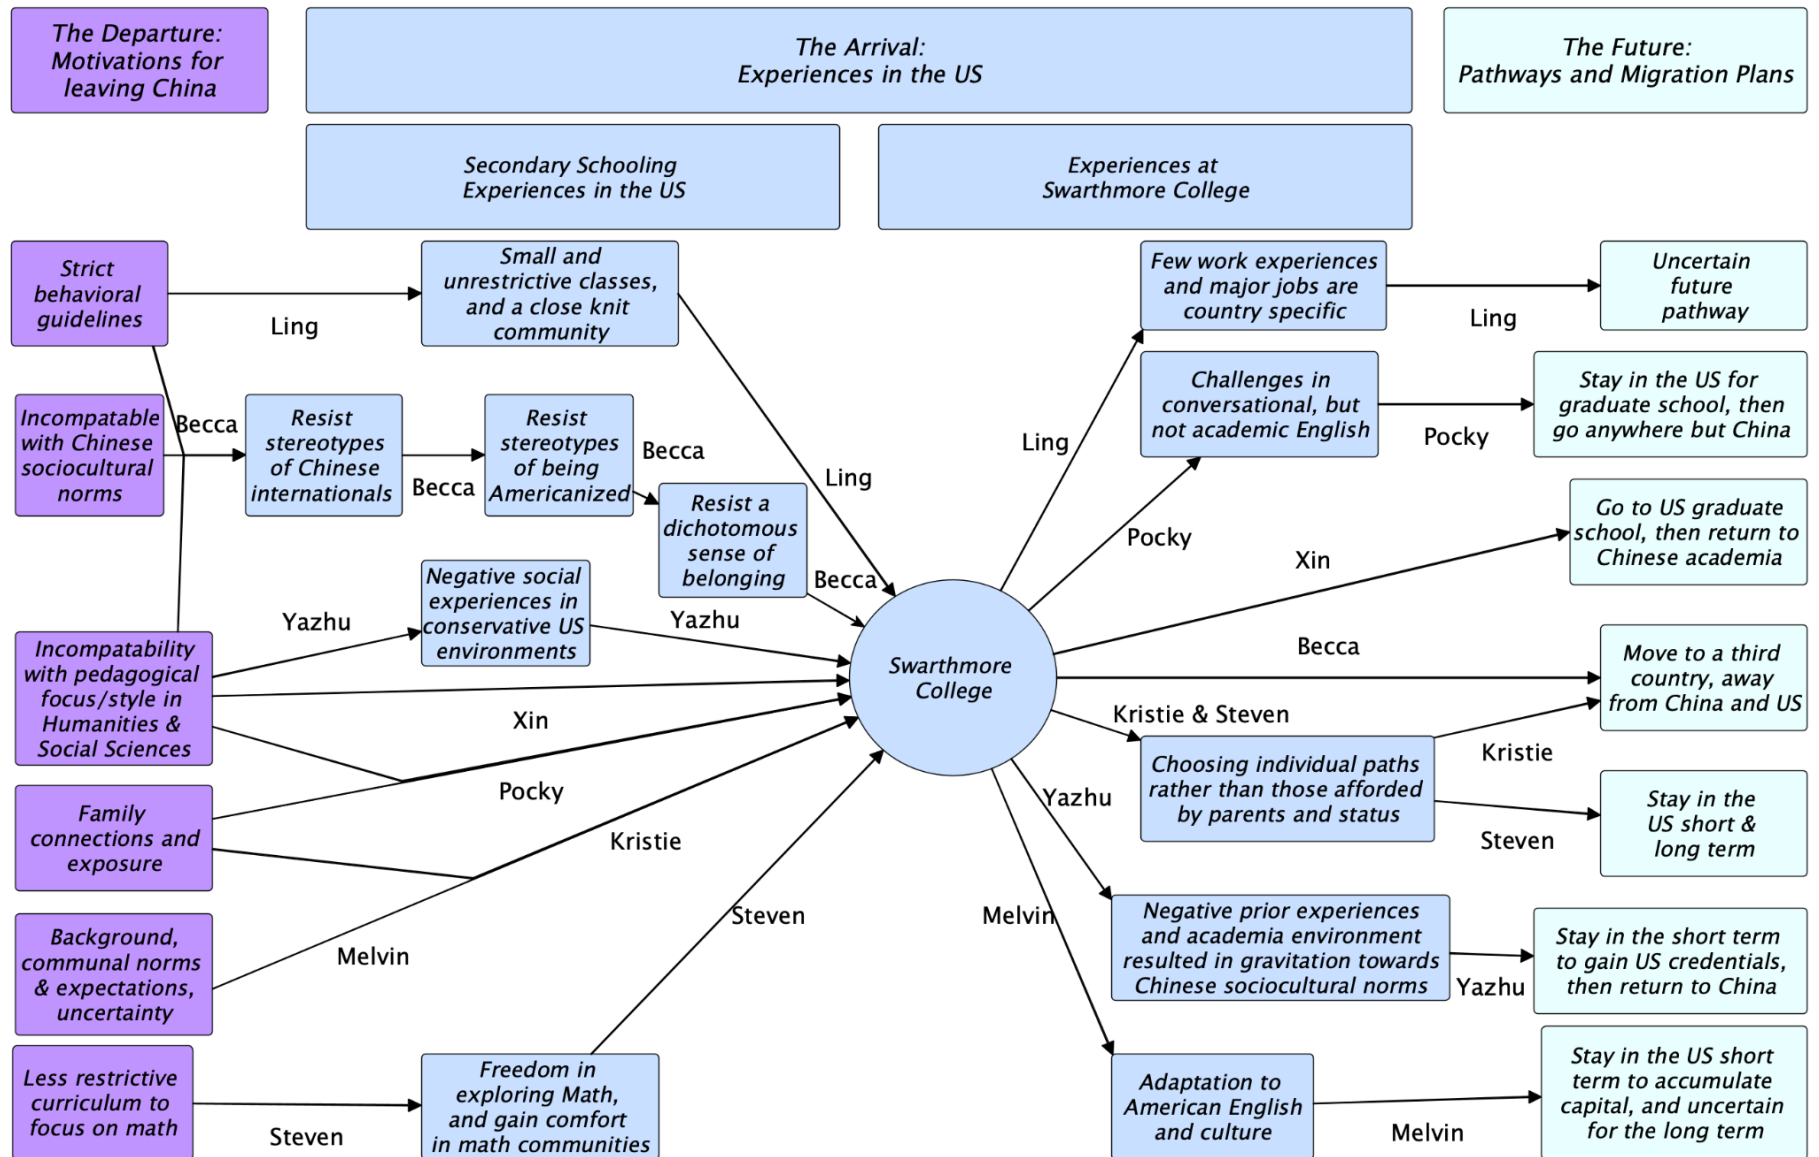 The Departure:
Motivations for
leaving China
The Arrival:
Experiences in the US
The Future:
Pathways and Migration Plans
Secondary Schooling
Experiences in the US
Experiences at
Swarthmore College
Strict
behavioral
guidelines
Ling
Small and
unrestrictive classes,
and a close knit
community
Ling
Few work experiences
and major jobs are
country specific
Ling
Ling
Uncertain
future
pathway
Incompatable
with Chinese
sociocultural
norms
Becca
Resist
stereotypes
of Chinese
internationals
Becca
Resist
stereotypes
of being
Americanized
Becca
Resist a
dichotomous
sense of
belonging
Becca
Challenges in
conversational, but
not academic English
Pocky
Pocky
Stay in the US for
graduate school, then
go anywhere but China
Xin
Go to US graduate
school, then return to
Chinese academia
Incompatability
with pedagogical
focus/style in
Humanities &
Social Sciences
Yazhu
Negative social
experiences in
conservative US
environments
Yazhu
Xin
Swarthmore
College
Becca
Move to a third
country, away
from China and US
Kristie & Steven
Choosing individual paths
rather than those afforded
by parents and status
Kristie
Steven
Stay in the
US short &
long term
Family
connections and
exposure
Pocky
Kristie
Background,
communal norms
& expectations,
uncertainty
Melvin
Yazhu
Negative prior experiences
and academia environment
resulted in gravitation towards
Chinese sociocultural norms
Yazhu
Stay in the short term
to gain US credentials,
then return to China
Less restrictive
curriculum to
focus on math
Steven
Freedom in
exploring Math,
and gain comfort
in math communities
Steven
Melvin
Adaptation to
American English
and culture
Melvin
Stay in the US short
term to accumulate
capital, and uncertain
for the long term